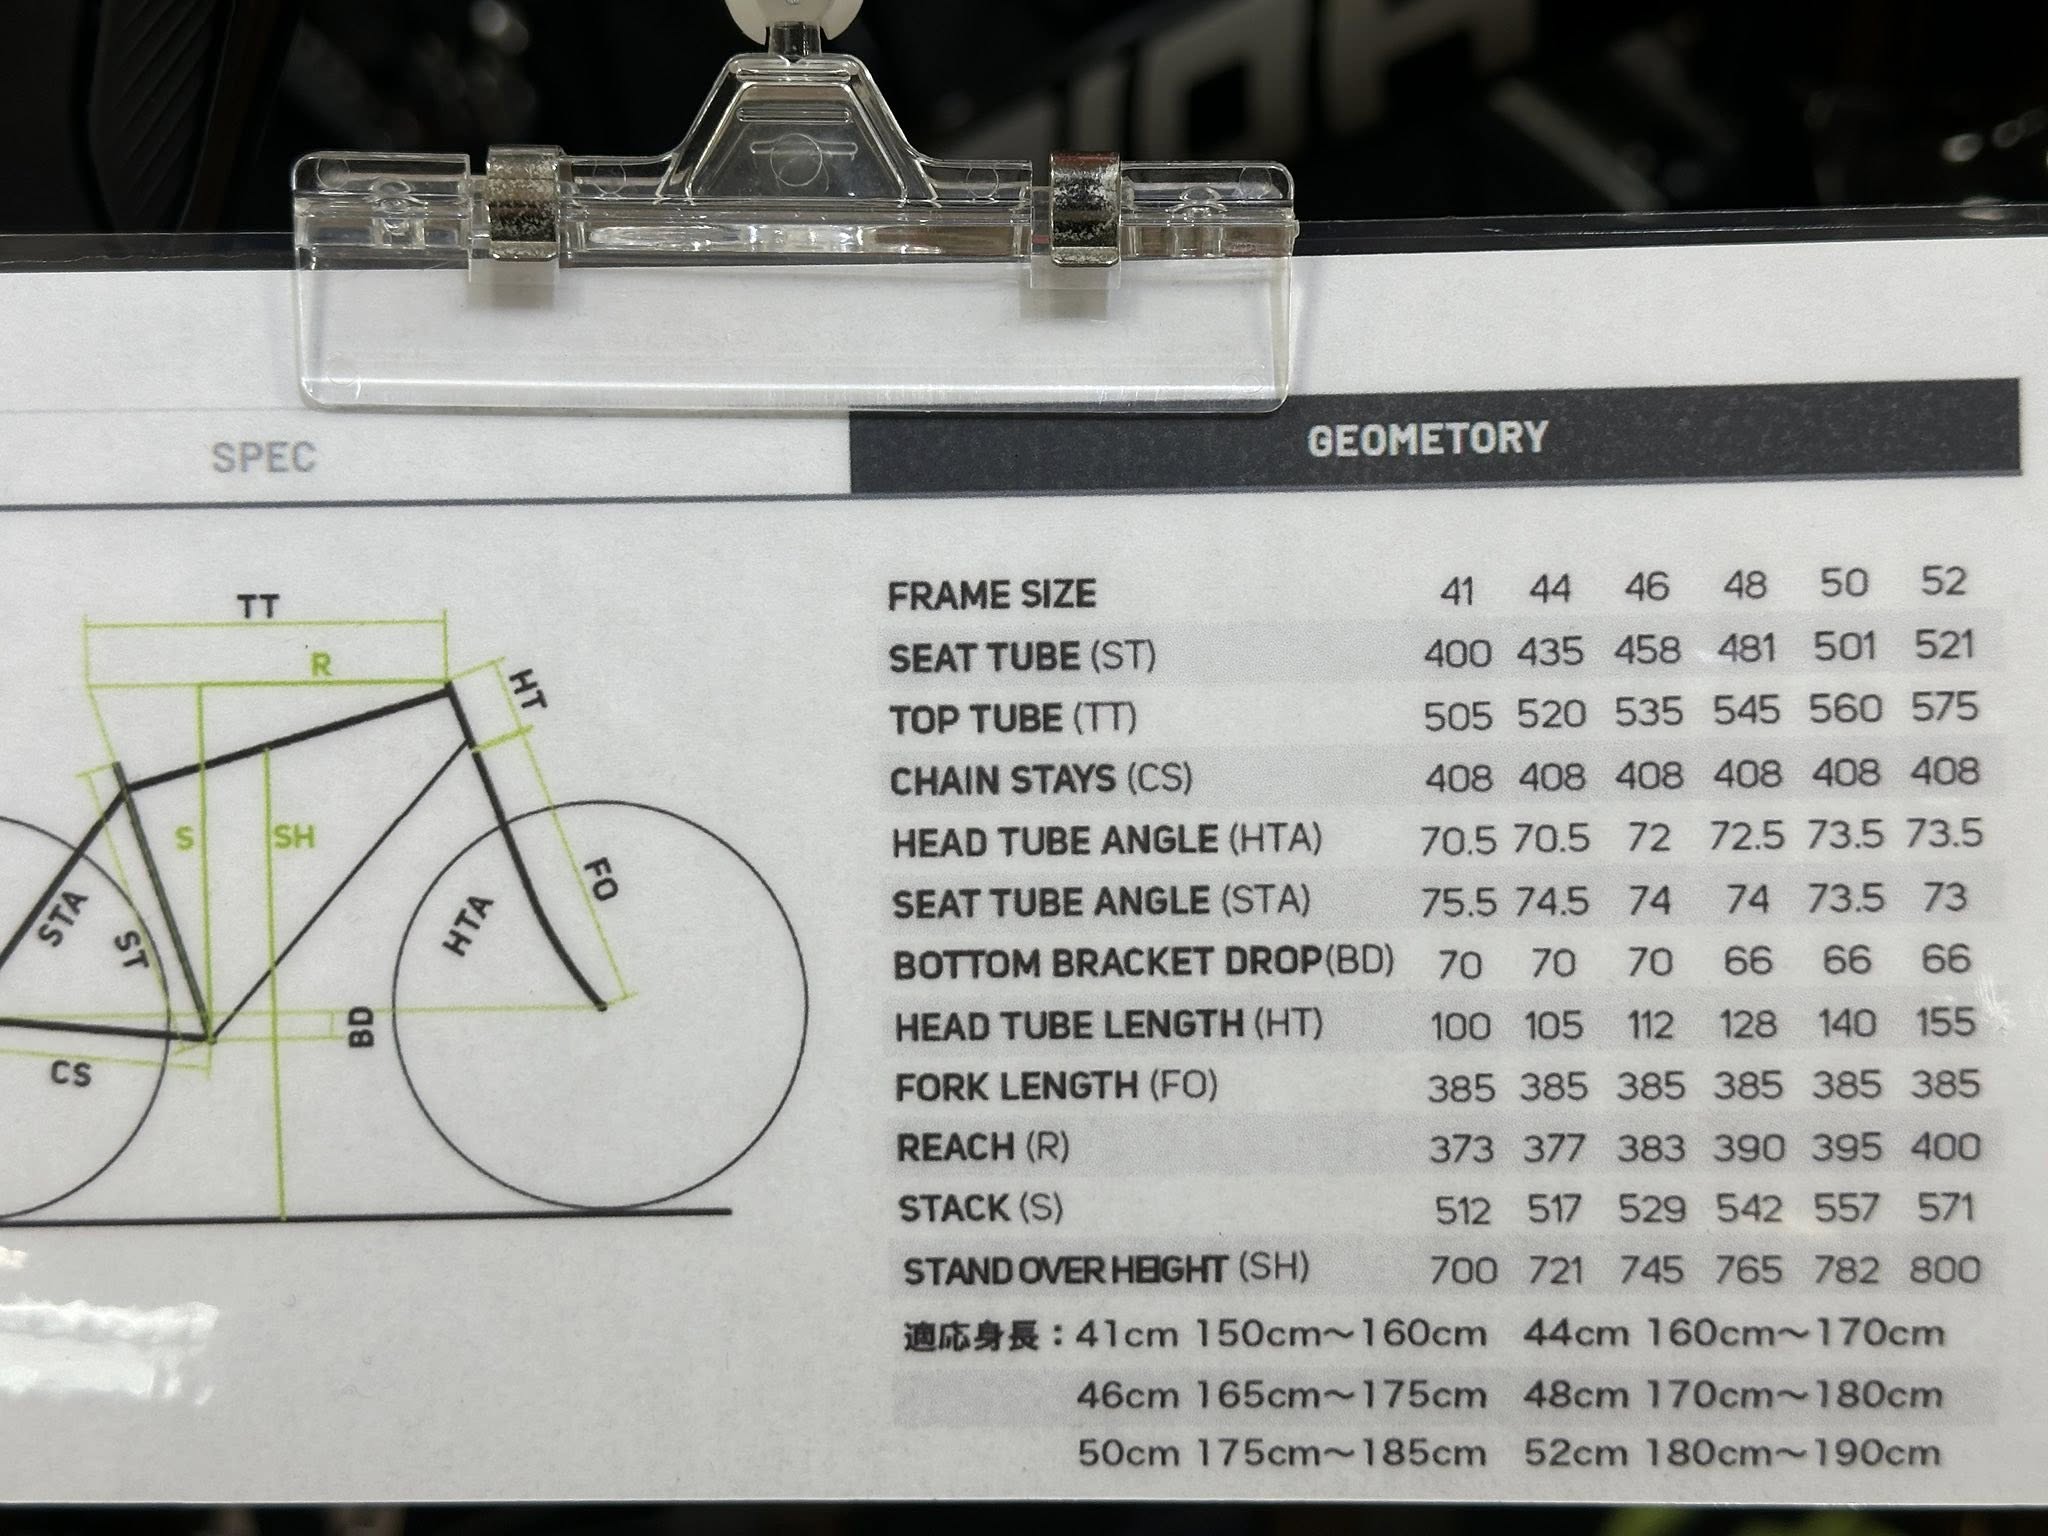 SPEC
GEOMETORY
TT
R
HT
S
SH
FO
STA
ST
HTA
BD
CS
FRAME SIZE 41 44 46 48 50 52
SEAT TUBE (ST) 400 435 458 481 501 521
TOP TUBE (TT) 505 520 535 545 560 575
CHAIN STAYS (CS) 408 408 408 408 408 408
HEAD TUBE ANGLE (HTA) 70.5 70.5 72 72.5 73.5 73.5
SEAT TUBE ANGLE (STA) 75.5 74.5 74 74 73.5 73
BOTTOM BRACKET DROP(BD) 70 70 70 66 66 66
HEAD TUBE LENGTH (HT) 100 105 112 128 140 155
FORK LENGTH (FO) 385 385 385 385 385 385
REACH (R) 373 377 383 390 395 400
STACK (S) 512 517 529 542 557 571
STAND OVER HEIGHT (SH) 700 721 745 765 782 800
適応身長：41cm 150cm〜160cm 44cm 160cm〜170cm
46cm 165cm〜175cm 48cm 170cm〜180cm
50cm 175cm〜185cm 52cm 180cm〜190cm